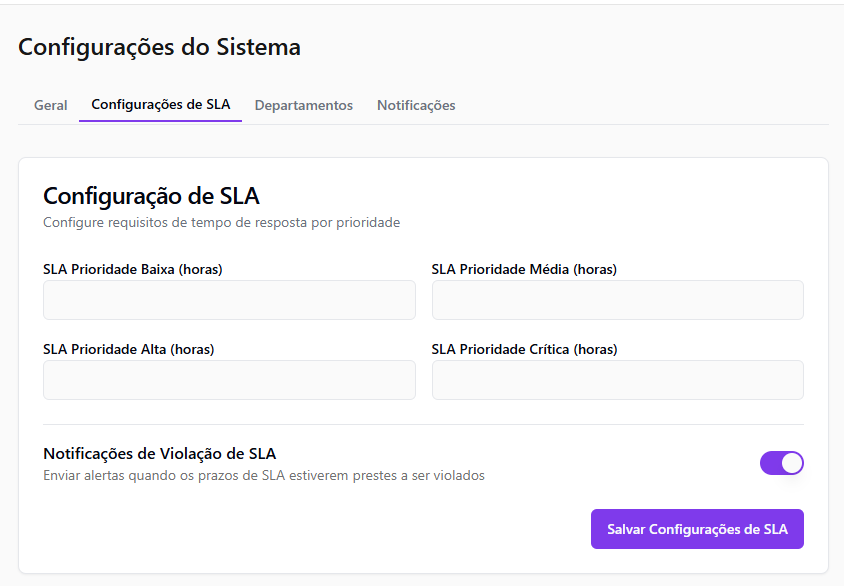 Configurações do Sistema
Geral Configurações de SLA Departamentos Notificações
Configuração de SLA
Configure requisitos de tempo de resposta por prioridade
SLA Prioridade Baixa (horas) SLA Prioridade Média (horas)
SLA Prioridade Alta (horas) SLA Prioridade Crítica (horas)
Notificações de Violação de SLA
Enviar alertas quando os prazos de SLA estiverem prestes a ser violados
Salvar Configurações de SLA